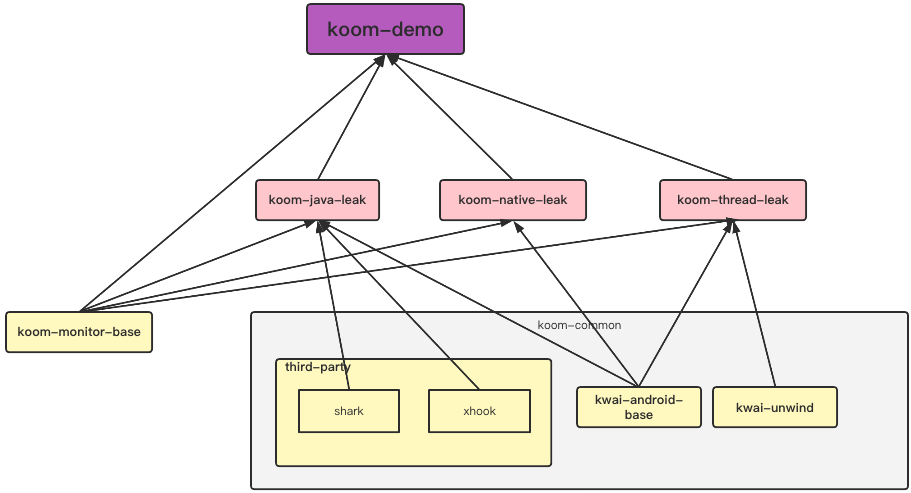 koom-demo
koom-java-leak
koom-native-leak
koom-thread-leak
koom-monitor-base
koom-common
third-party
shark
xhook
kwai-android-
base
kwai-unwind